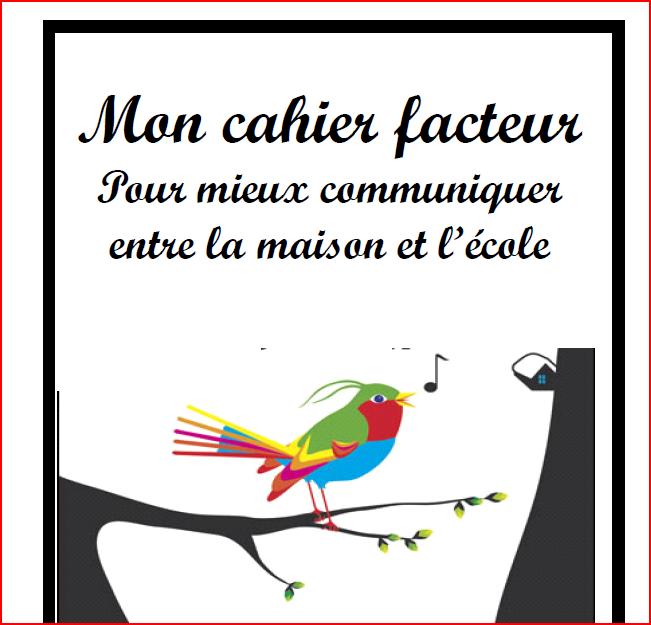 Mon cahier facteur
Pour mieux communiquer
entre la maison et l'école